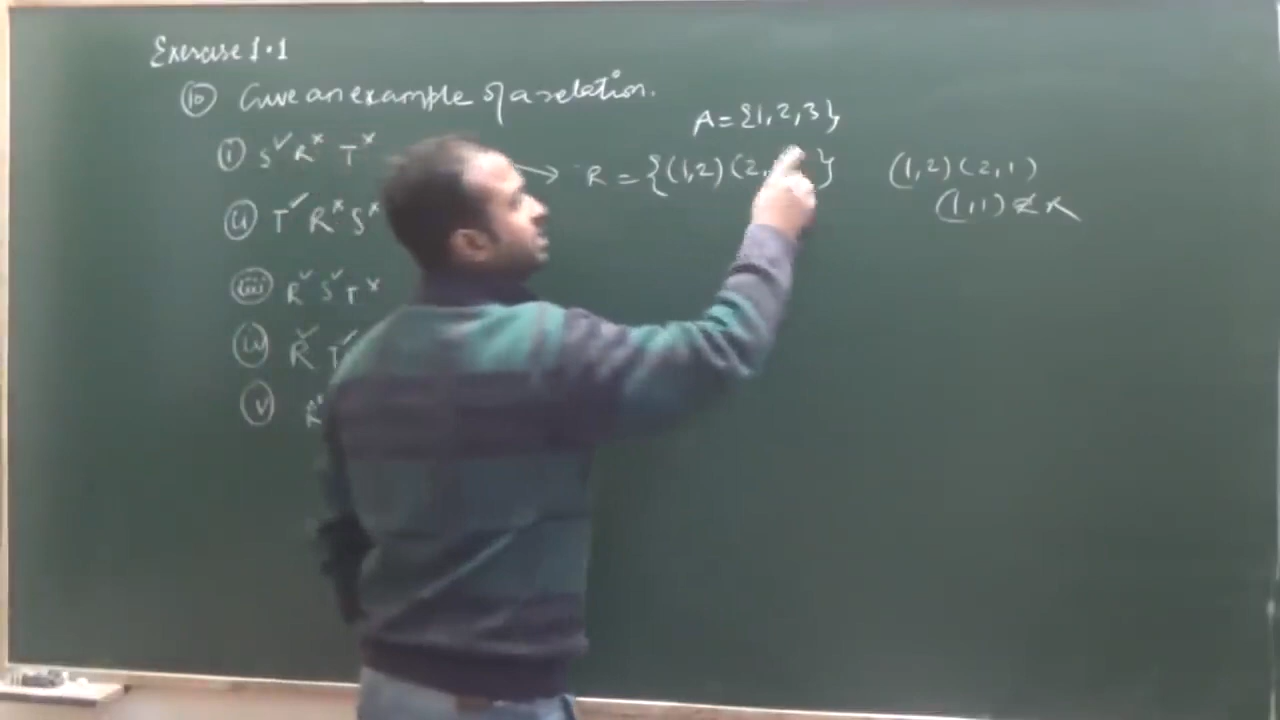 Exercise 1.1
(10) Give an example of a relation.
A = {1, 2, 3}
(i) S✓ R× T×
R = {(1,2) (2, }
(1,2) (2,1)
(1,1) ∉ R
(ii) T✓ R× S×
(iii) R✓ S✓ T×
(iv) R✓ T✓
(v) R✓